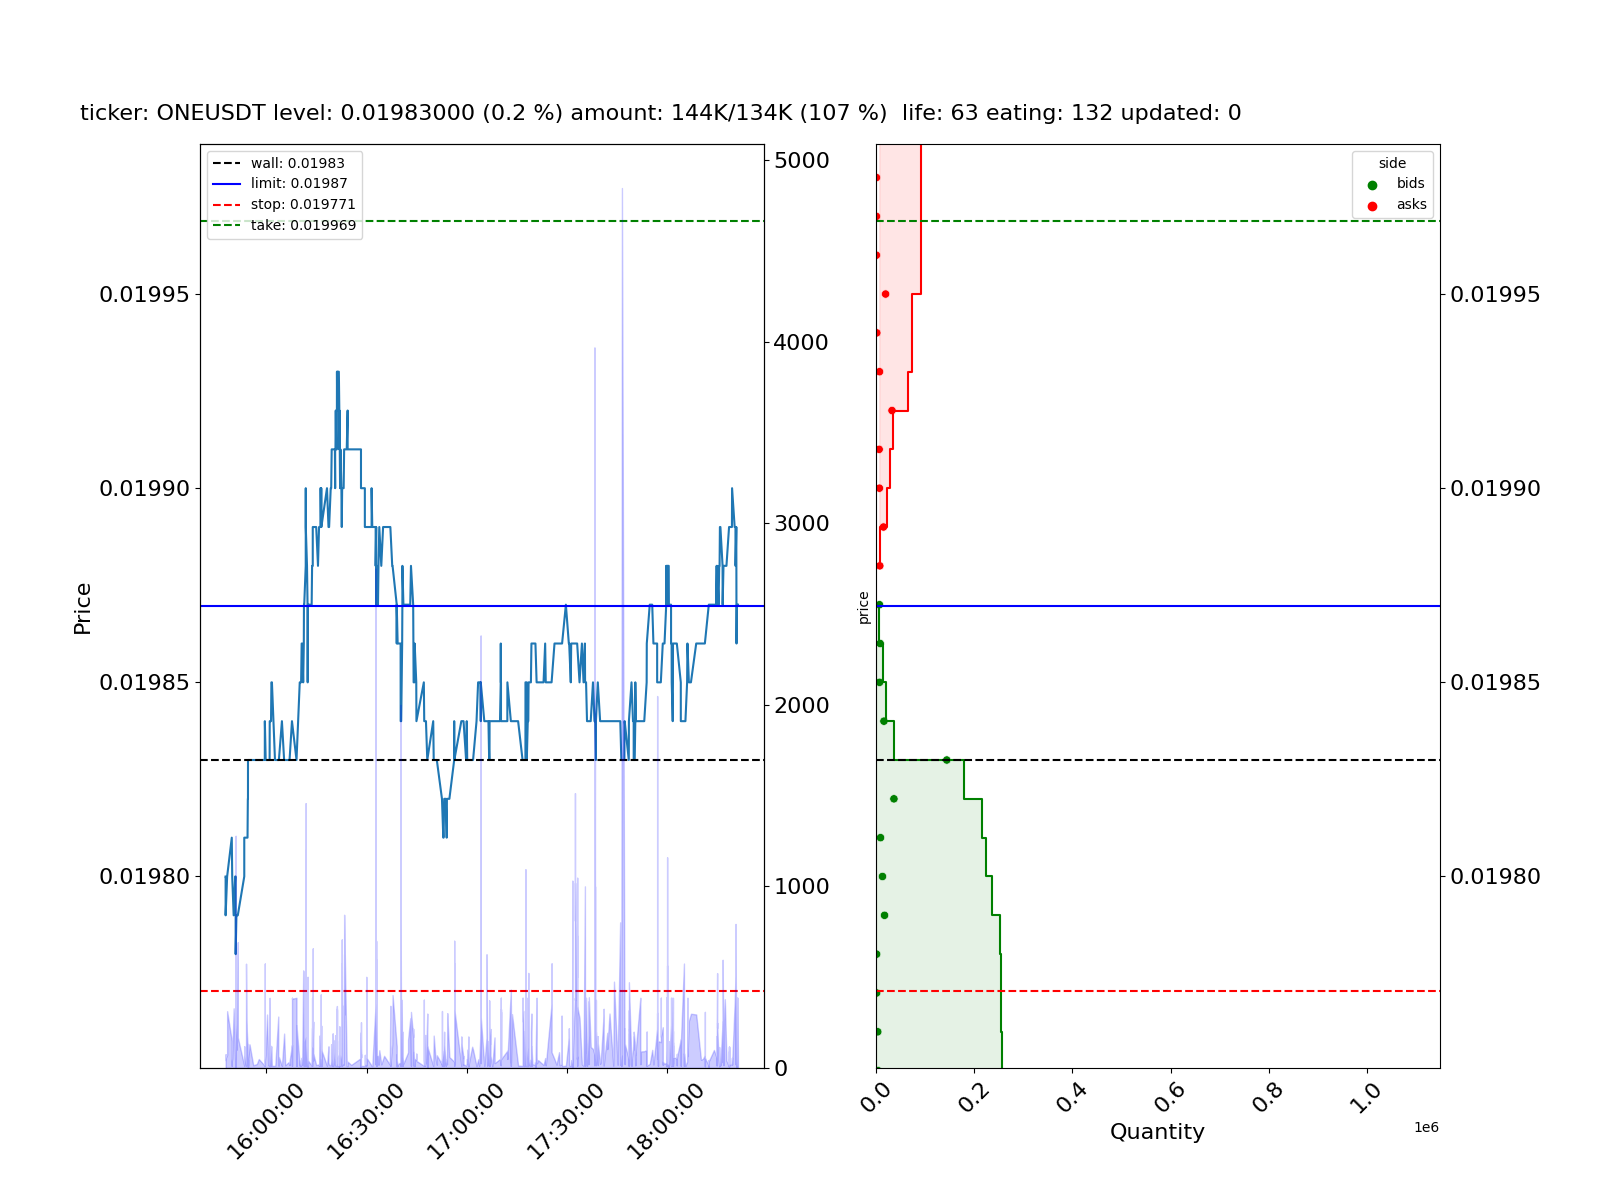 ticker: ONEUSDT level: 0.01983000 (0.2 %) amount: 144K/134K (107 %)  life: 63 eating: 132 updated: 0
wall: 0.01983
limit: 0.01987
stop: 0.019771
take: 0.019969
Price
0.01995
0.01990
0.01985
0.01980
5000
4000
3000
2000
1000
0
16:00:00
16:30:00
17:00:00
17:30:00
18:00:00
side
bids
asks
price
0.01995
0.01990
0.01985
0.01980
0.0
0.2
0.4
0.6
0.8
1.0
1e6
Quantity